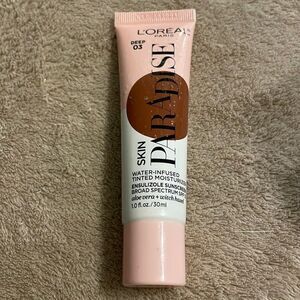 L'ORÉAL
PARIS
DEEP
03
SKIN
PARADISE
WATER-INFUSED
TINTED MOISTURIZER
ENSULIZOLE SUNSCREEN
BROAD SPECTRUM
aloe vera + witch hazel
1.0 fl. oz./30ml